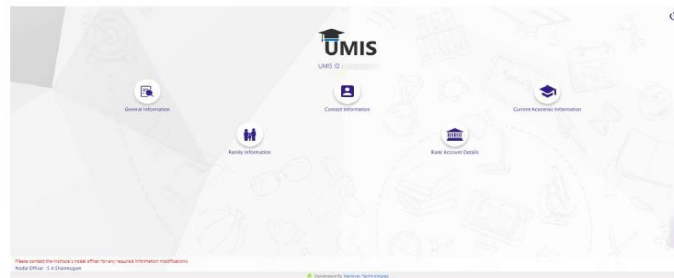 UMIS
UMIS ID :
General Information
Contact Information
Current Academic Information
Family Information
Bank Account Details
Please contact the institute's nodal officer for any required information modifications.
Nodal Officer : S A Shanmugam
Developed by Technologies